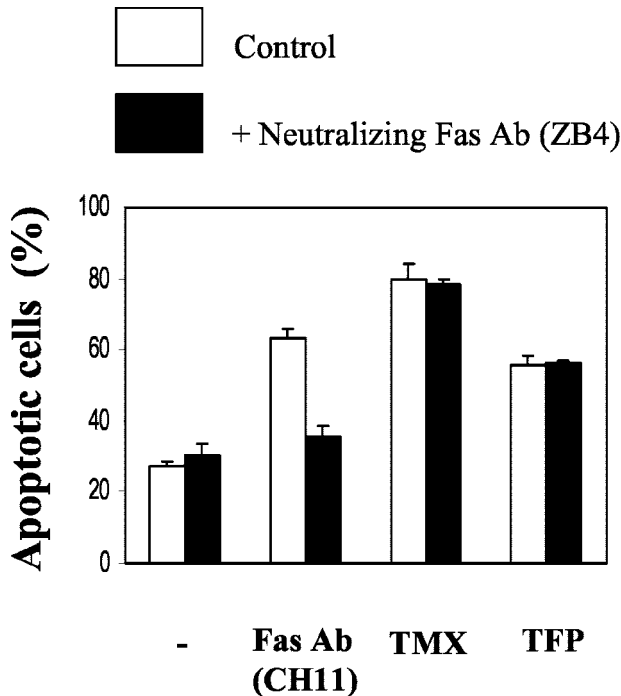 Control
+ Neutralizing Fas Ab (ZB4)
Apoptotic cells (%)
100
80
60
40
20
0
-
Fas Ab
(CH11)
TMX
TFP